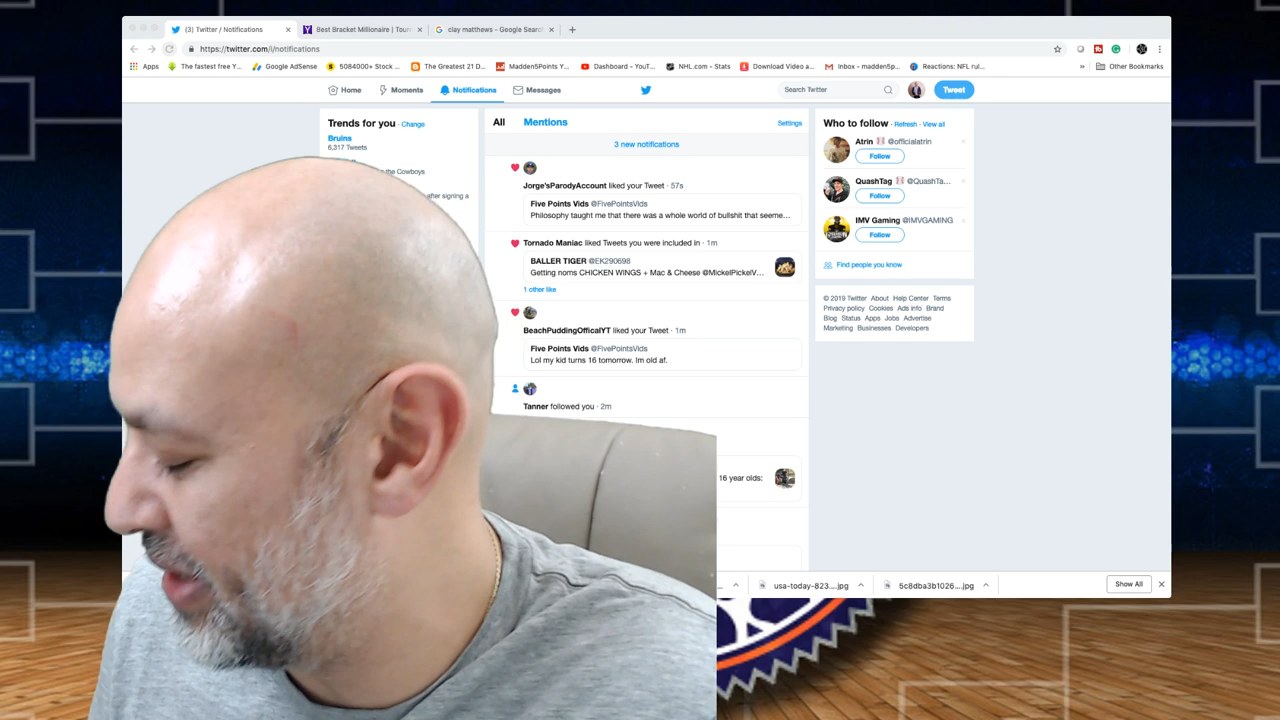 (3) Twitter / Notifications
Best Bracket Millionaire | Tourn
clay matthews - Google Search
https://twitter.com/i/notifications
Apps
The fastest free Y...
Google AdSense
5084000+ Stock ...
The Greatest 21 D...
Madden5Points Y...
Dashboard - YouT...
NHL.com - Stats
Download Video a...
Inbox - madden5p...
Reactions: NFL rul...
»
Other Bookmarks
Home
Moments
Notifications
Messages
Search Twitter
Tweet
Trends for you · Change
Bruins
6,317 Tweets
the Cowboys
after signing a
All
Mentions
Settings
3 new notifications
Jorge'sParodyAccount liked your Tweet · 57s
Five Points Vids @FivePointsVids
Philosophy taught me that there was a whole world of bullshit that seeme...
Tornado Maniac liked Tweets you were included in · 1m
BALLER TIGER @EK290698
Getting noms CHICKEN WINGS + Mac & Cheese @MickelPickelV...
1 other like
BeachPuddingOfficalYT liked your Tweet · 1m
Five Points Vids @FivePointsVids
Lol my kid turns 16 tomorrow. Im old af.
Tanner followed you · 2m
16 year olds:
Who to follow · Refresh · View all
Atrin @officialatrin
Follow
QuashTag @QuashTa...
Follow
IMV Gaming @IMVGAMING
Follow
Find people you know
© 2019 Twitter About Help Center Terms
Privacy policy Cookies Ads info Brand
Blog Status Apps Jobs Advertise
Marketing Businesses Developers
usa-today-823....jpg
5c8dba3b1026....jpg
Show All